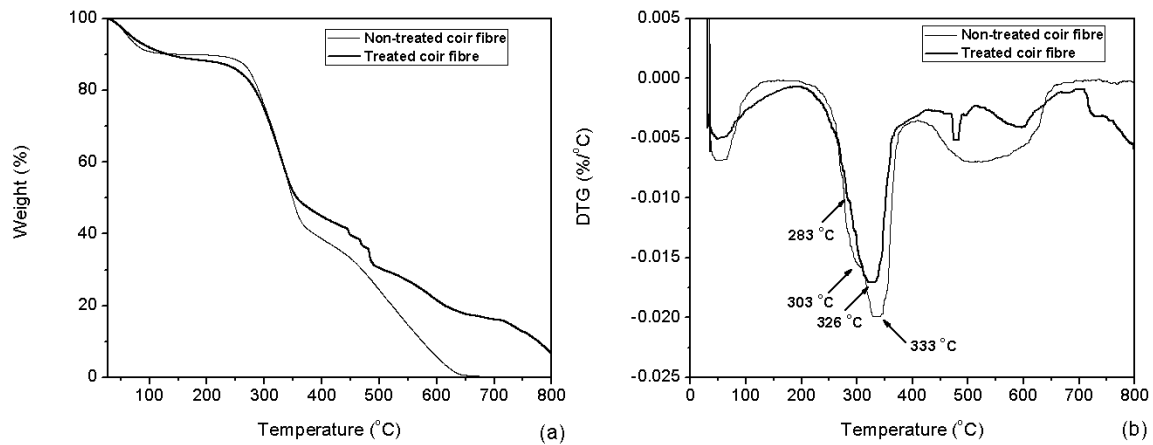 Non-treated coir fibre
Treated coir fibre
Weight (%)
100
80
60
40
20
0
100 200 300 400 500 600 700 800
Temperature (°C)
(a)
Non-treated coir fibre
Treated coir fibre
DTG (%/°C)
0.005
0.000
-0.005
-0.010
-0.015
-0.020
-0.025
283 °C
303 °C
326 °C
333 °C
0 100 200 300 400 500 600 700 800
Temperature (°C)
(b)